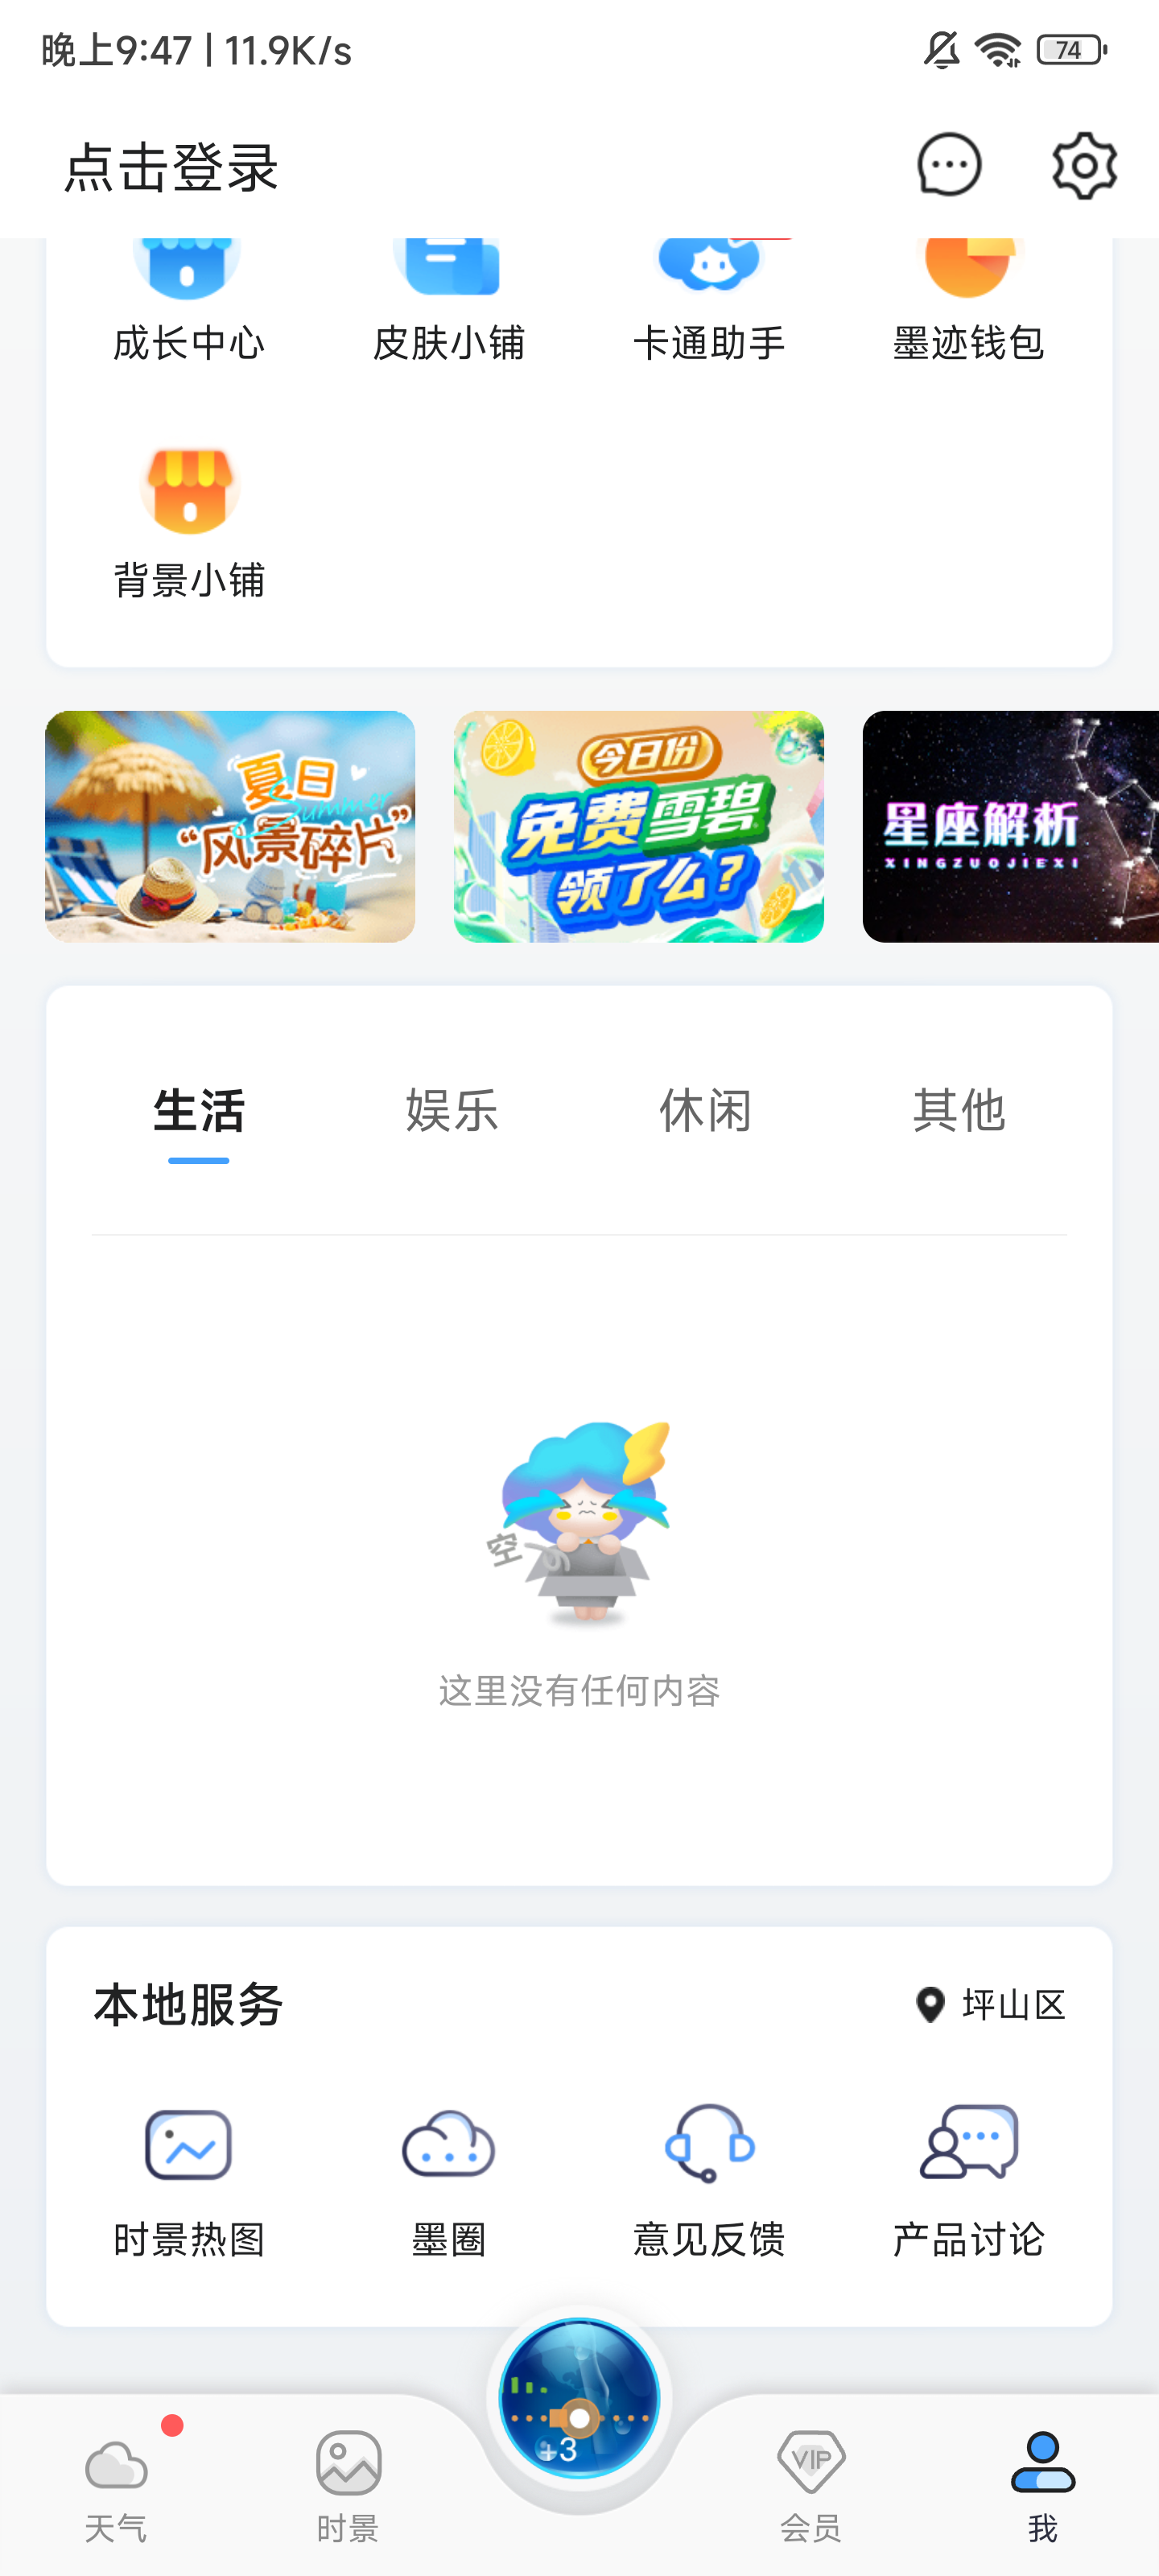 晚上9:47 | 11.9K/s
74
点击登录
成长中心
皮肤小铺
卡通助手
墨迹钱包
背景小铺
夏日
Summer
“风景碎片”
今日份
免费雪碧
领了么?
星座解析
XINGZUOJIEXI
生活
娱乐
休闲
其他
空
这里没有任何内容
本地服务
坪山区
时景热图
墨圈
意见反馈
产品讨论
+3
天气
时景
VIP
会员
我